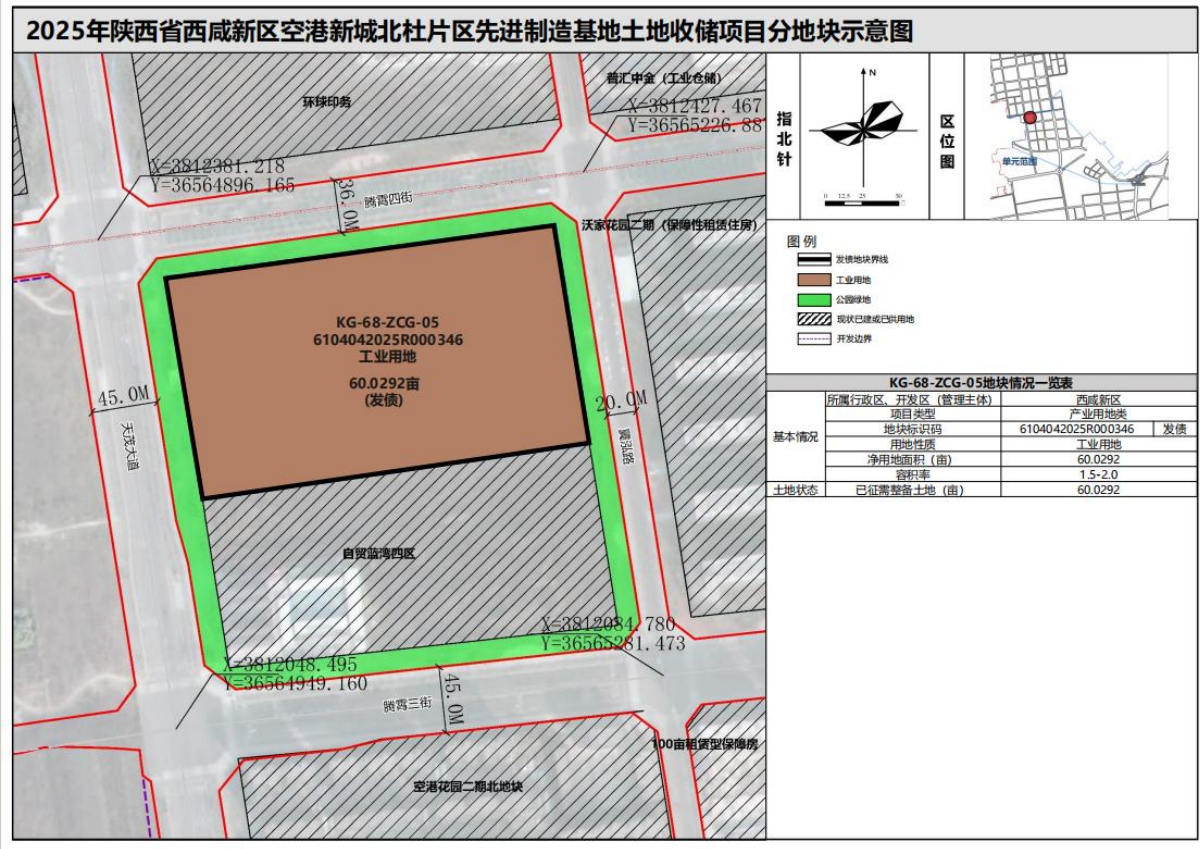 2025年陕西省西咸新区空港新城北杜片区先进制造基地土地收储项目分地块示意图
环球印务
普汇中金（工业仓储）
X=3812427.467
Y=36565226.88
X=3812381.218
Y=36564896.165
36.0M
腾霄四街
沃家花园二期（保障性租赁住房）
KG-68-ZCG-05
6104042025R000346
工业用地
60.0292亩
(发债)
45.0M
天茂大道
20.0M
翼泓路
自贸蓝湾四区
X=3812084.780
Y=36565281.473
X=3812048.495
Y=36564949.160
腾霄三街
45.0M
100亩租赁型保障房
空港花园二期北地块
指北针
N
0 12.5 25 50
区位图
单元范围
图 例
发债地块界线
工业用地
公园绿地
现状已建或已供用地
开发边界
KG-68-ZCG-05地块情况一览表
基本情况
所属行政区、开发区（管理主体） 西咸新区
项目类型 产业用地类
地块标识码 6104042025R000346 发债
用地性质 工业用地
净用地面积（亩） 60.0292
容积率 1.5-2.0
土地状态 已征需整备土地（亩） 60.0292